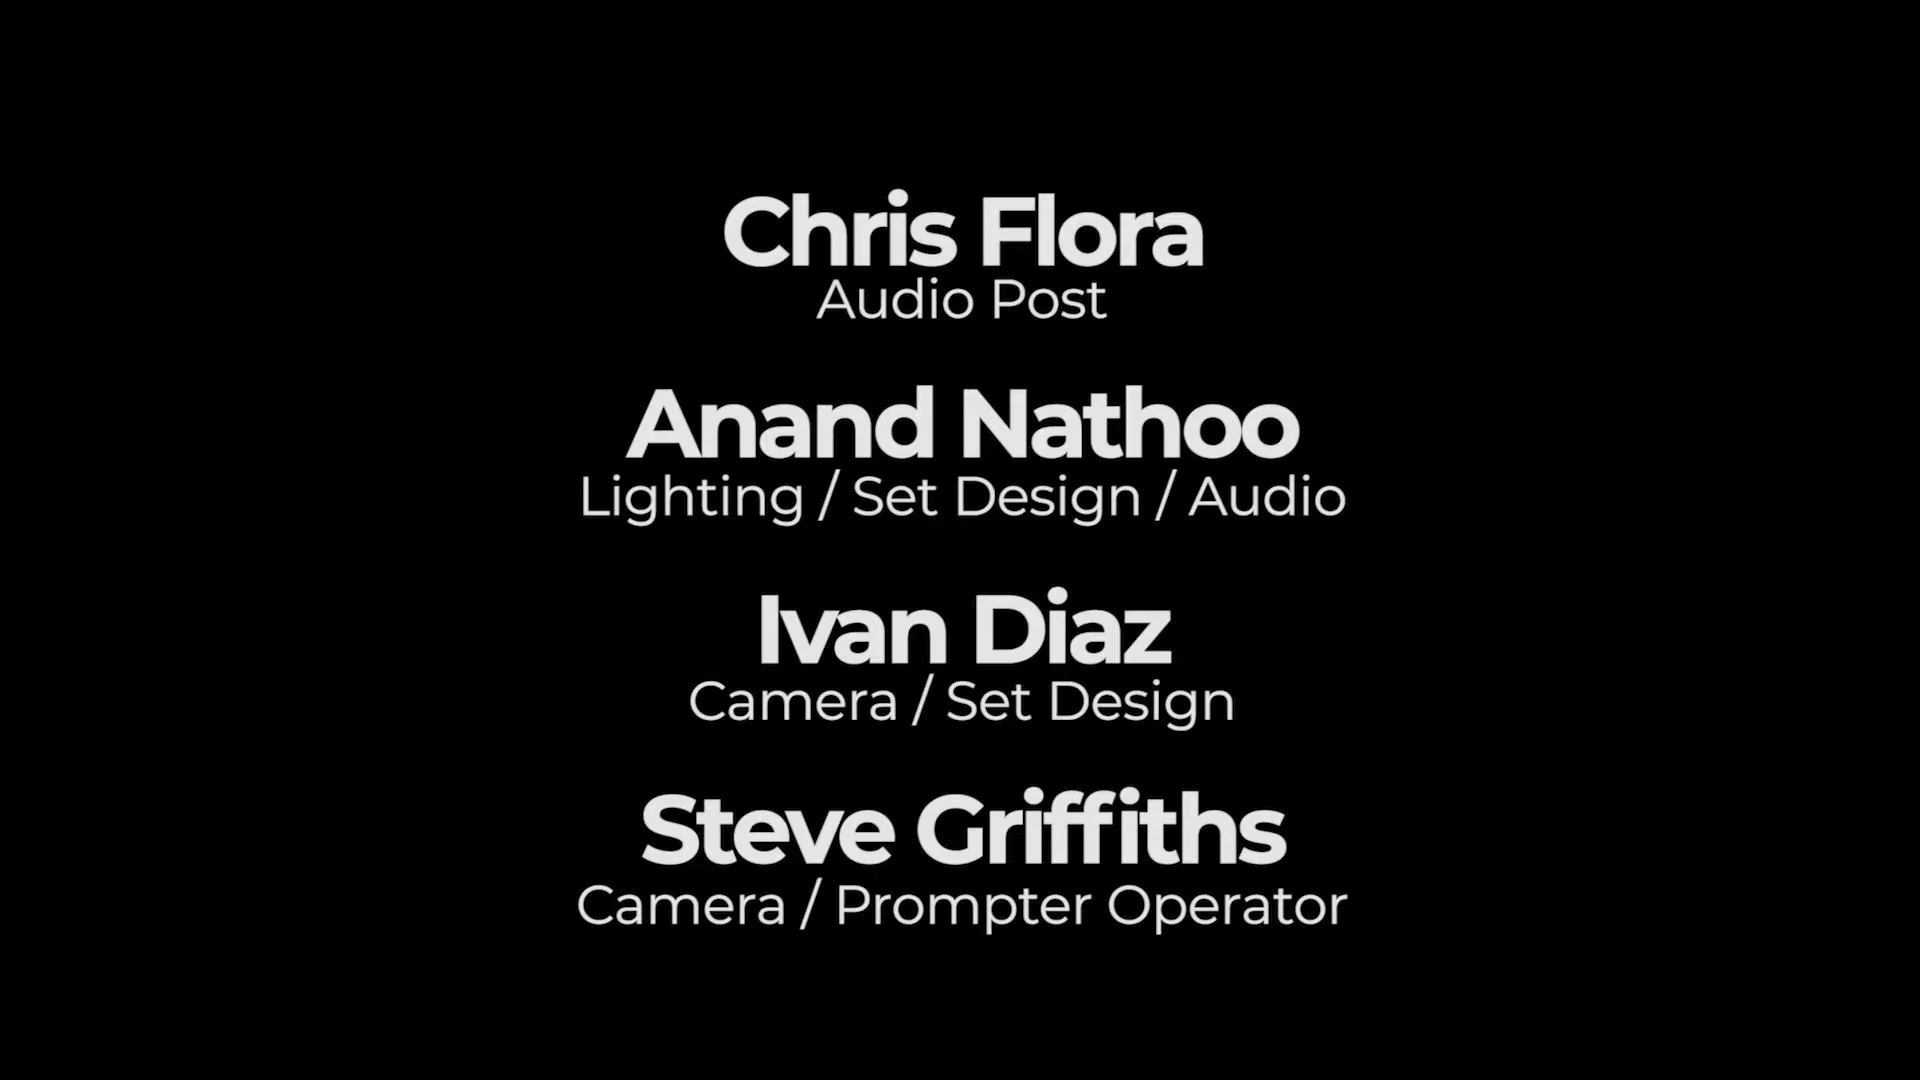 Chris Flora
Audio Post
Anand Nathoo
Lighting / Set Design / Audio
Ivan Diaz
Camera / Set Design
Steve Griffiths
Camera / Prompter Operator